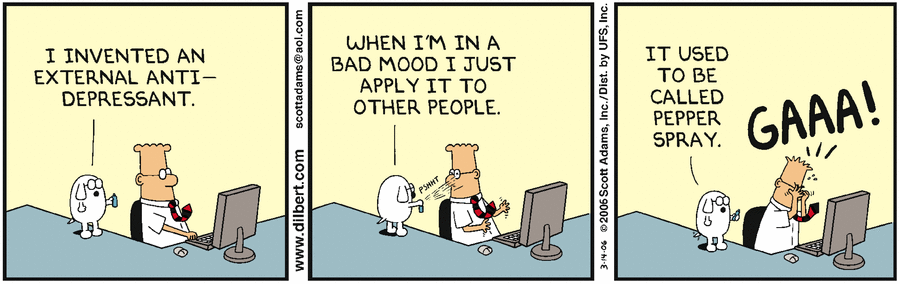 I INVENTED AN
EXTERNAL ANTI–
DEPRESSANT.
www.dilbert.com scottadams@aol.com
WHEN I'M IN A
BAD MOOD I JUST
APPLY IT TO
OTHER PEOPLE.
PSHHT
3-14-06 © 2006 Scott Adams, Inc./Dist. by UFS, Inc.
IT USED
TO BE
CALLED
PEPPER
SPRAY.
GAAA!